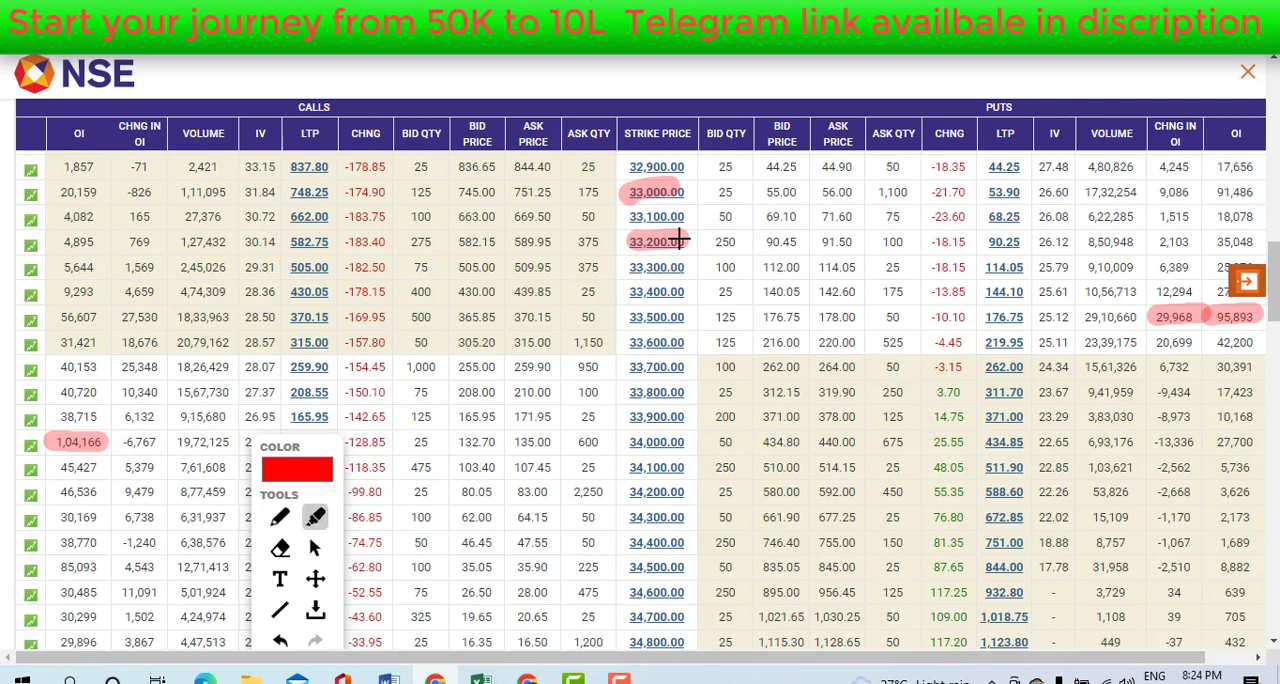 Start your journey from 50K to 10L Telegram link availbale in discription
NSE
CALLS PUTS
OI CHNG IN OI VOLUME IV LTP CHNG BID QTY BID PRICE ASK PRICE ASK QTY STRIKE PRICE BID QTY BID PRICE ASK PRICE ASK QTY CHNG LTP IV VOLUME CHNG IN OI OI
1,857 -71 2,421 33.15 837.80 -178.85 25 836.65 844.40 25 32,900.00 25 44.25 44.90 50 -18.35 44.25 27.48 4,80,826 4,245 17,656
20,159 -826 1,11,095 31.84 748.25 -174.90 125 745.00 751.25 175 33,000.00 25 55.00 56.00 1,100 -21.70 53.90 26.60 17,32,254 9,086 91,486
4,082 165 27,376 30.72 662.00 -183.75 100 663.00 669.50 50 33,100.00 50 69.10 71.60 75 -23.60 68.25 26.08 6,22,285 1,515 18,078
4,895 769 1,27,432 30.14 582.75 -183.40 275 582.15 589.95 375 33,200.00 250 90.45 91.50 100 -18.15 90.25 26.12 8,50,948 2,103 35,048
5,644 1,569 2,45,026 29.31 505.00 -182.50 75 505.00 509.95 375 33,300.00 100 112.00 114.05 25 -18.15 114.05 25.79 9,10,009 6,389
9,293 4,659 4,74,309 28.36 430.05 -178.15 400 430.00 439.85 25 33,400.00 25 140.05 142.60 175 -13.85 144.10 25.61 10,56,713 12,294
56,607 27,530 18,33,963 28.50 370.15 -169.95 500 365.85 370.15 50 33,500.00 125 176.75 178.00 125 -10.10 176.75 25.12 29,10,660 29,968 95,893
31,421 18,676 20,79,162 28.57 315.00 -157.80 50 305.20 315.00 1,150 33,600.00 125 216.00 220.00 525 -4.45 219.95 25.11 23,39,175 20,699 42,200
40,153 25,348 18,26,429 28.07 259.90 -154.45 1,000 255.00 259.90 950 33,700.00 100 262.00 264.00 50 -3.15 262.00 24.34 15,61,326 6,732 30,391
40,720 10,340 15,67,730 27.37 208.55 -150.10 75 208.00 210.00 100 33,800.00 25 312.15 319.90 250 3.70 311.70 23.67 9,41,959 -9,434 17,423
38,715 6,132 9,15,680 26.95 165.95 -142.65 125 165.95 171.95 25 33,900.00 200 371.00 378.00 125 14.75 371.00 23.29 3,83,030 -8,973 10,168
1,04,166 -6,767 19,72,125 -128.85 25 132.70 135.00 600 34,000.00 25 434.80 440.00 675 25.55 434.85 22.65 6,93,176 -13,336 27,700
45,427 5,379 7,61,608 -118.35 475 103.40 107.45 25 34,100.00 250 510.00 514.15 25 48.05 511.90 22.85 1,03,621 -2,562 5,736
46,536 9,479 8,77,459 -99.80 25 80.05 83.00 2,250 34,200.00 25 580.00 592.00 450 55.35 588.60 22.26 53,826 -2,668 3,626
30,169 6,738 6,31,937 -86.85 100 62.00 64.15 50 34,300.00 25 661.90 677.25 25 76.80 672.85 22.02 15,109 -1,170 2,173
38,770 -1,240 6,38,576 -74.75 50 46.45 47.55 50 34,400.00 25 746.40 755.00 150 81.35 751.00 18.88 8,757 -1,067 1,689
85,093 4,543 12,71,413 -62.80 100 35.05 35.90 225 34,500.00 25 835.05 845.00 25 87.65 844.00 17.78 31,958 -2,510 8,882
30,485 11,091 5,01,924 -52.55 75 26.50 28.00 475 34,600.00 250 895.00 956.45 125 117.25 932.80 - 3,729 34 639
30,299 1,502 4,24,974 -43.60 325 19.65 20.65 25 34,700.00 25 1,021.65 1,030.25 25 109.00 1,018.75 - 1,108 39 705
29,896 3,867 4,47,513 -33.95 100 16.35 16.50 1,200 34,800.00 50 1,115.30 1,128.65 50 117.20 1,123.80 - 449 -37 432
COLOR
TOOLS
T
ENG 8:24 PM